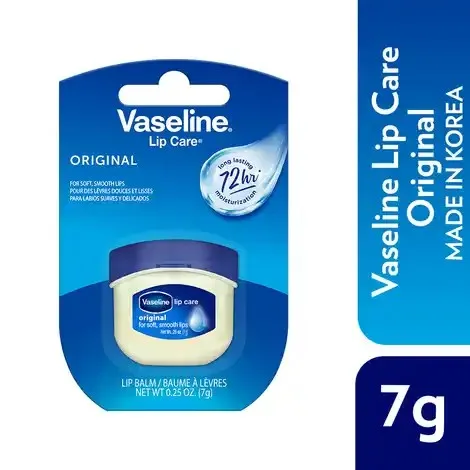 Vaseline®
Lip Care®
ORIGINAL
long lasting
72hr*
moisturization
FOR SOFT, SMOOTH LIPS
POUR DES LÈVRES DOUCES ET LISSES
PARA LABIOS SUAVES Y DELICADOS
Vaseline lip care
original
for soft, smooth lips
LIP BALM / BAUME À LÈVRES
NET WT 0.25 OZ. (7g)
Vaseline Lip Care
Original
MADE IN KOREA
7g